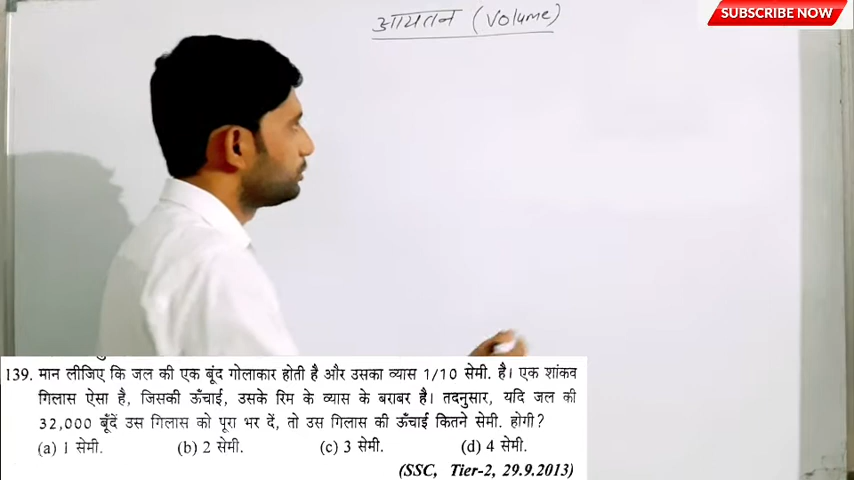 आयतन (Volume)
SUBSCRIBE NOW
139. मान लीजिए कि जल की एक बूंद गोलाकार होती है और उसका व्यास 1/10 सेमी. है। एक शांकव
गिलास ऐसा है, जिसकी ऊँचाई, उसके रिम के व्यास के बराबर है। तद्नुसार, यदि जल की
32,000 बूँदें उस गिलास को पूरा भर दें, तो उस गिलास की ऊँचाई कितने सेमी. होगी?
(a) 1 सेमी. (b) 2 सेमी. (c) 3 सेमी. (d) 4 सेमी.
(SSC, Tier-2, 29.9.2013)